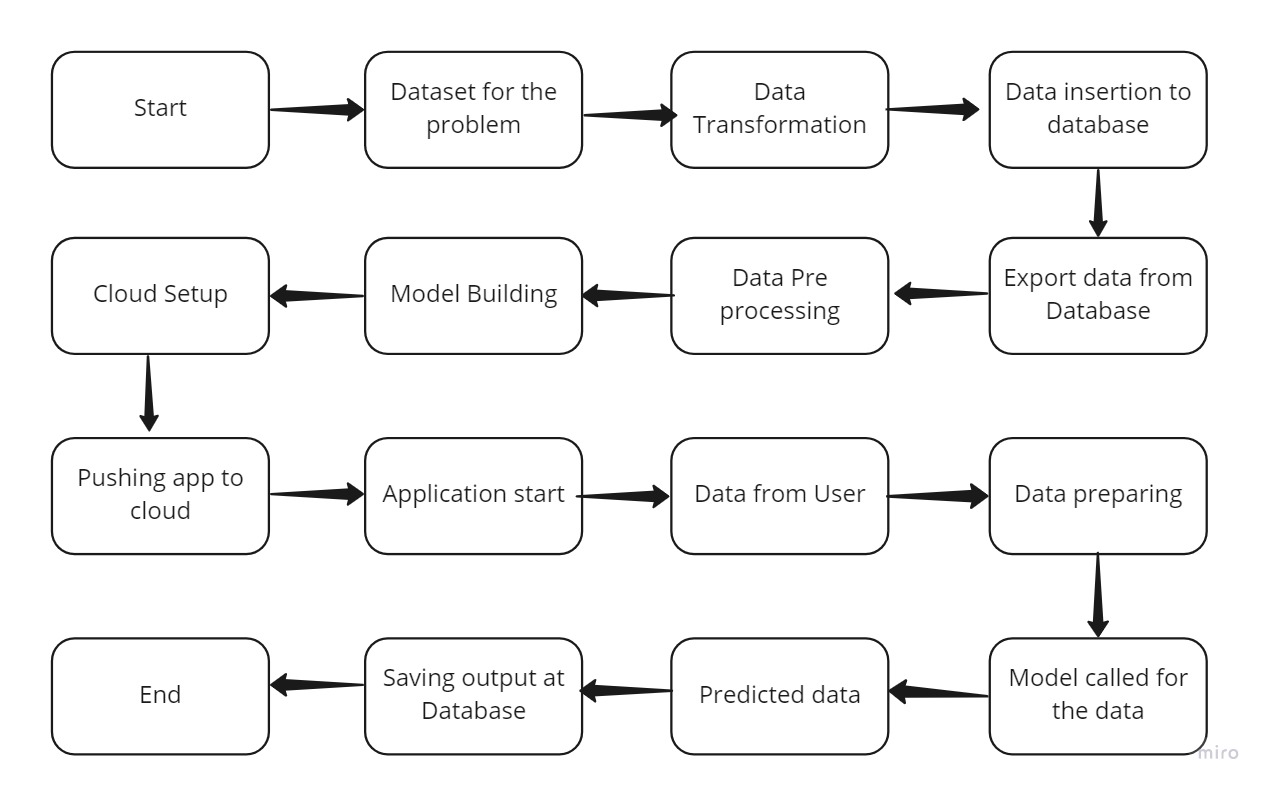 Start
Dataset for the
problem
Data
Transformation
Data insertion to
database
Export data from
Database
Data Pre
processing
Model Building
Cloud Setup
Pushing app to
cloud
Application start
Data from User
Data preparing
Model called for
the data
Predicted data
Saving output at
Database
End
miro